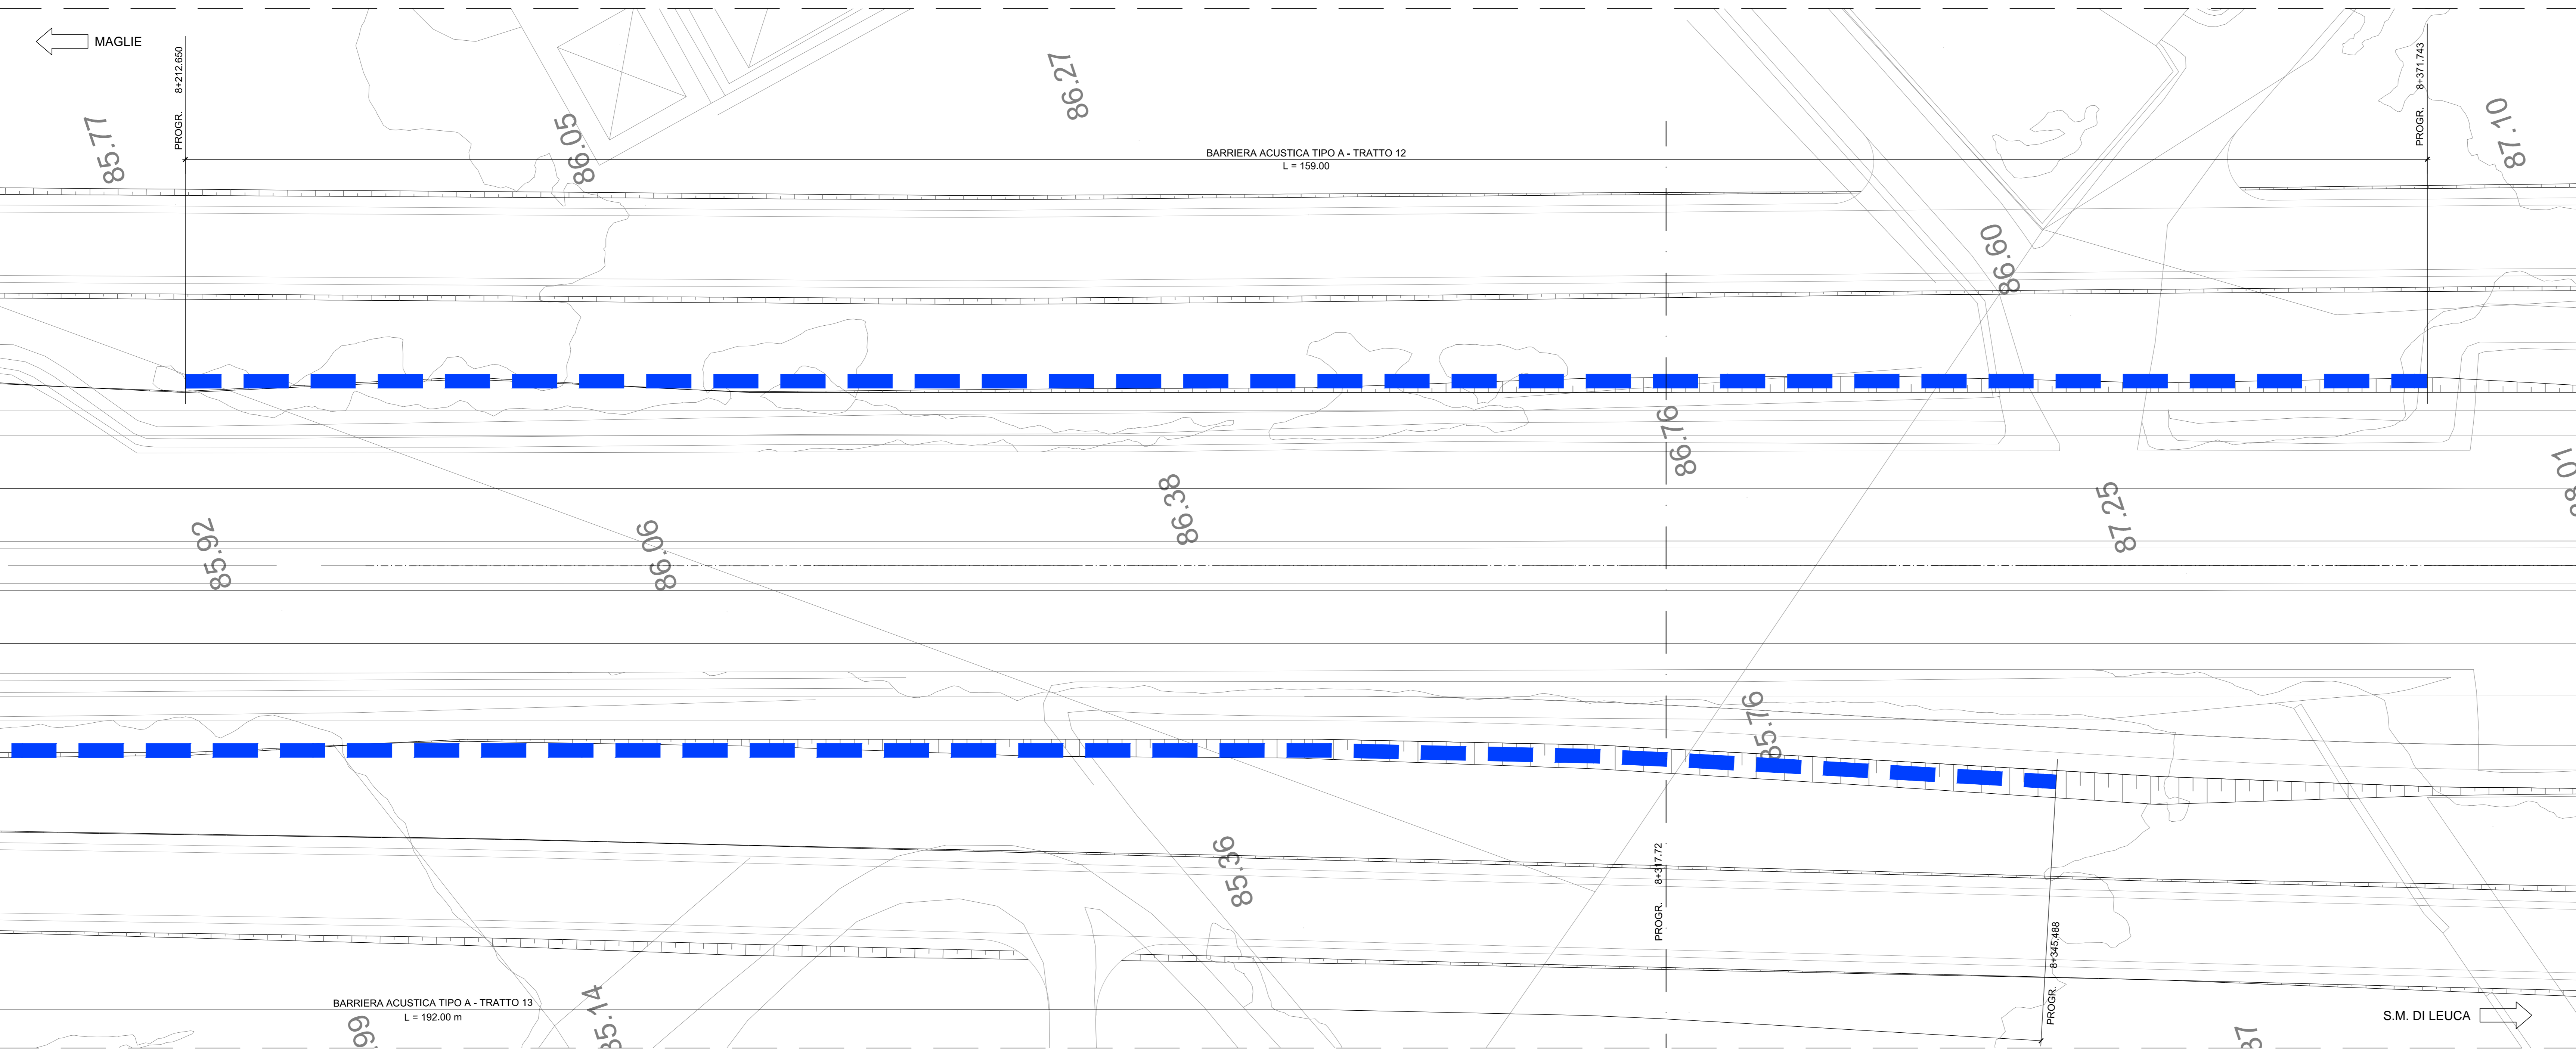 MAGLIE
PROGR. 8+212.650
PROGR. 8+371.743
85.77
86.05
86.27
87.10
BARRIERA ACUSTICA TIPO A - TRATTO 12
L = 159.00
86.60
86.76
86.38
87.25
85.92
86.06
85.76
85.36
PROGR. 8+317.72
PROGR. 8+345.488
BARRIERA ACUSTICA TIPO A - TRATTO 13
L = 192.00 m
85.14
S.M. DI LEUCA